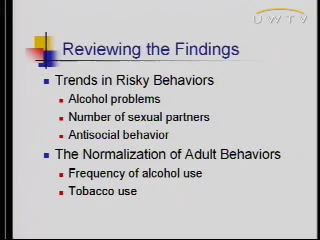 UWTV
Reviewing the Findings
Trends in Risky Behaviors
Alcohol problems
Number of sexual partners
Antisocial behavior
The Normalization of Adult Behaviors
Frequency of alcohol use
Tobacco use